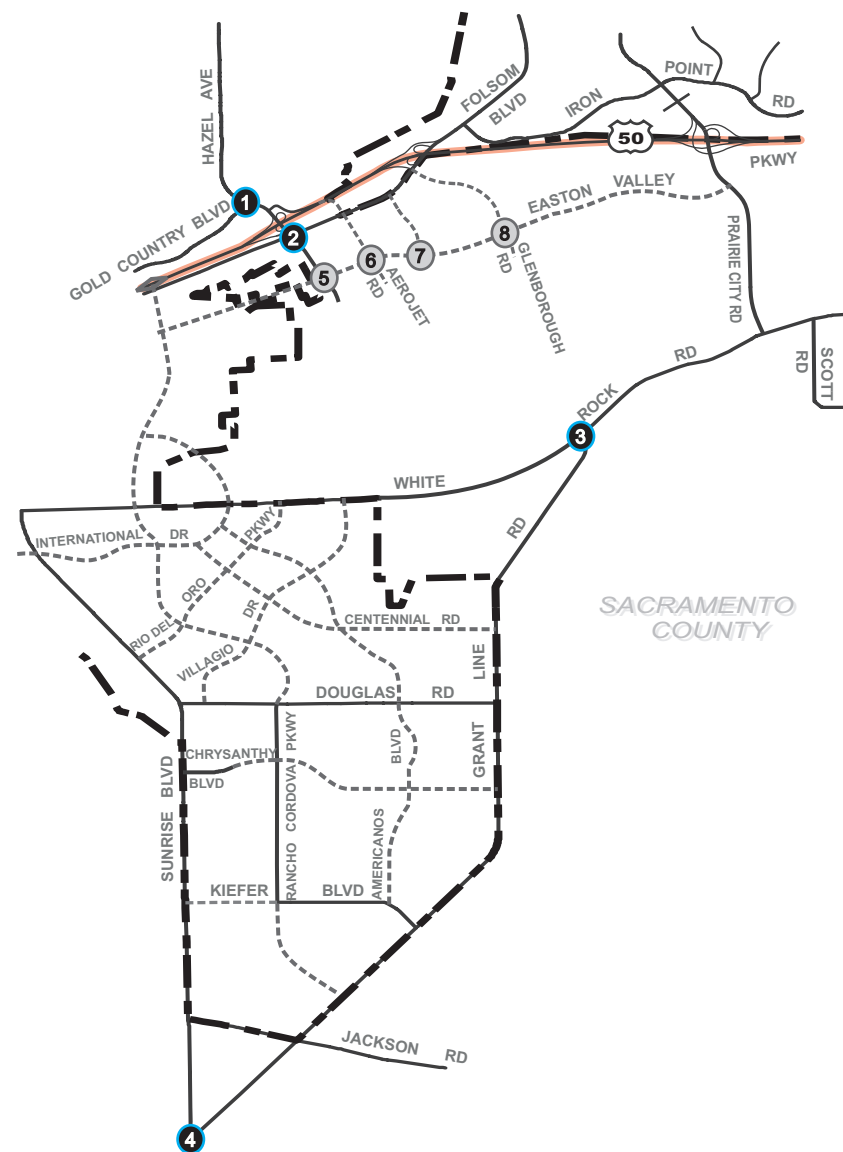 HAZEL AVE
FOLSOM
BLVD
IRON
POINT
RD
50
PKWY
EASTON
VALLEY
1
GOLD COUNTRY BLVD
2
8
7
6
5
AEROJET
RD
GLENBOROUGH
RD
PRAIRIE CITY RD
SCOTT
RD
RD
ROCK
3
WHITE
RD
INTERNATIONAL DR
PKWY
ORO
RIO DEL
DR
VILLAGIO
CENTENNIAL RD
SACRAMENTO
COUNTY
LINE
GRANT
DOUGLAS RD
CHRYSANTHY
BLVD
SUNRISE BLVD
RANCHO CORDOVA PKWY
BLVD
AMERICANOS
KIEFER BLVD
JACKSON RD
4